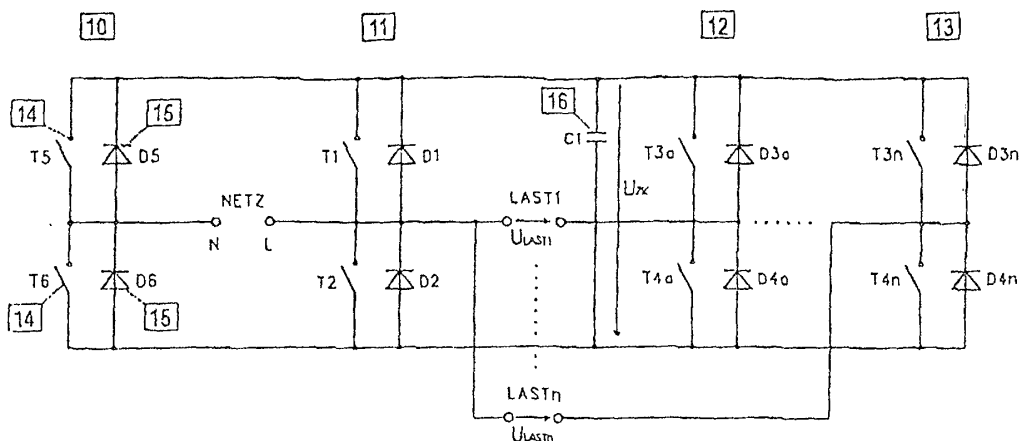 10 11 12 13
14 15 16
T5 D5 T1 D1 C1 T3a D3a T3n D3n
UZK
NETZ LAST1
N L ULAST1
T6 D6 T2 D2 T4a D4a T4n D4n
14 15
LASTn
ULASTn